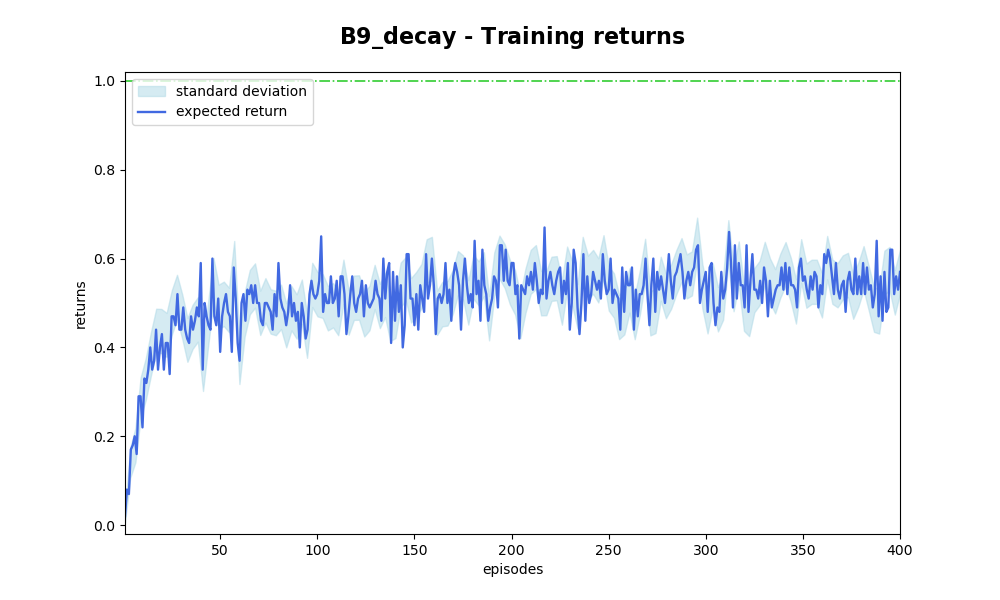 B9_decay - Training returns
1.0
0.8
0.6
0.4
0.2
0.0
standard deviation
expected return
returns
50
100
150
200
250
300
350
400
episodes